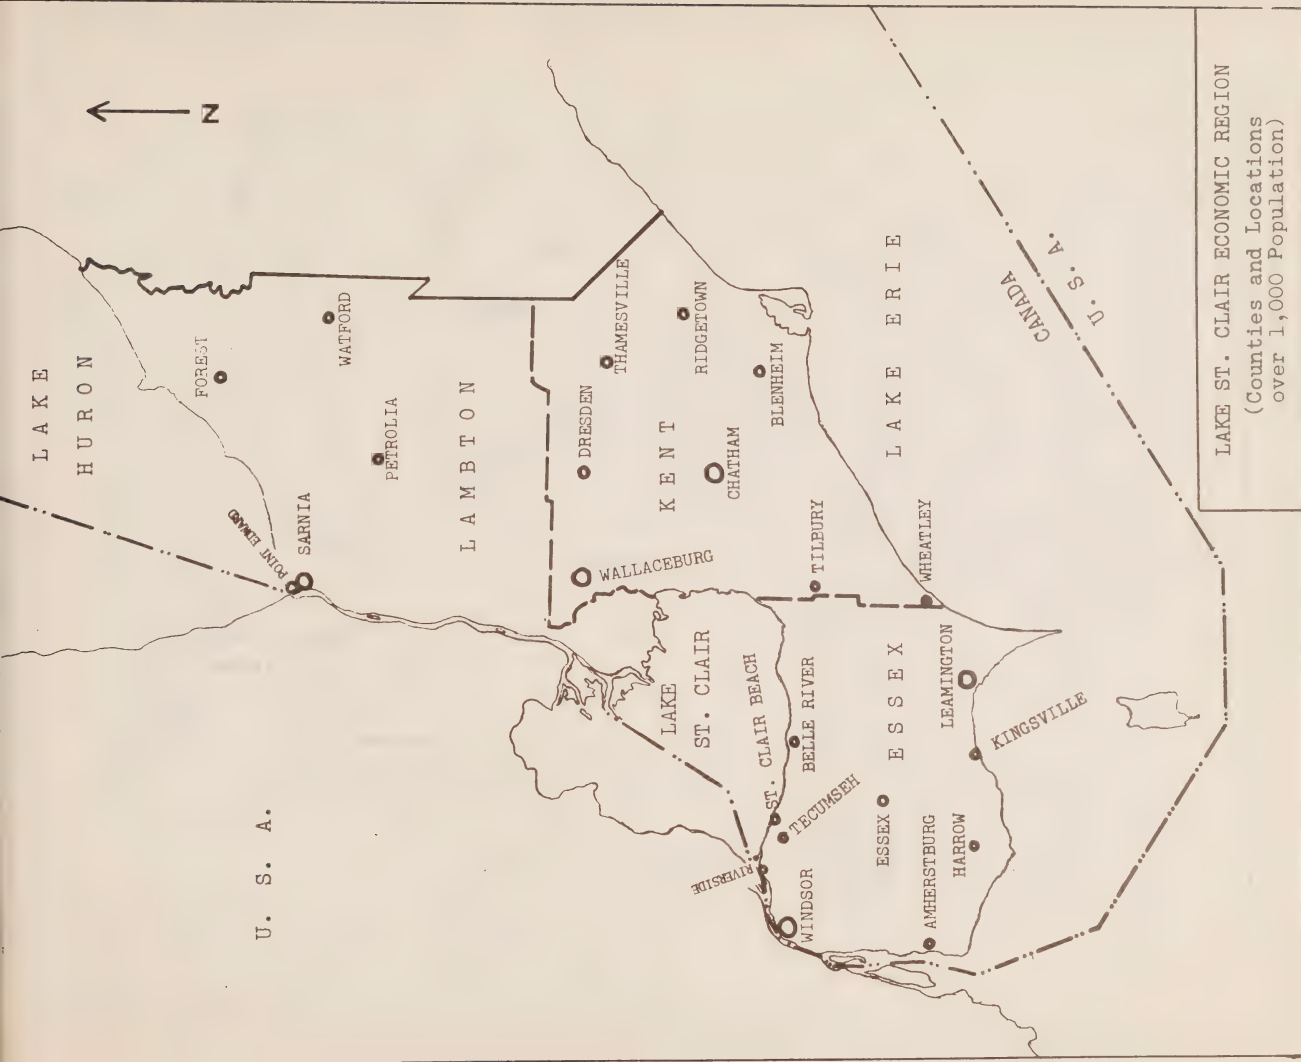 N
LAKE
HURON
FOREST
WATFORD
POINT EDWARD
SARNIA
PETROLIA
LAMBTON
U. S. A.
DRESDEN
THAMESVILLE
KENT
RIDGETOWN
WALLACEBURG
CHATHAM
BLENHEIM
LAKE
ST. CLAIR
TILBURY
WHEATLEY
LAKE ERIE
ST. CLAIR BEACH
BELLE RIVER
TECUMSEH
RIVERSIDE
WINDSOR
ESSEX
ESSEX
LEAMINGTON
KINGSVILLE
AMHERSTBURG
HARROW
CANADA
U. S. A.
LAKE ST. CLAIR ECONOMIC REGION
(Counties and Locations
over 1,000 Population)